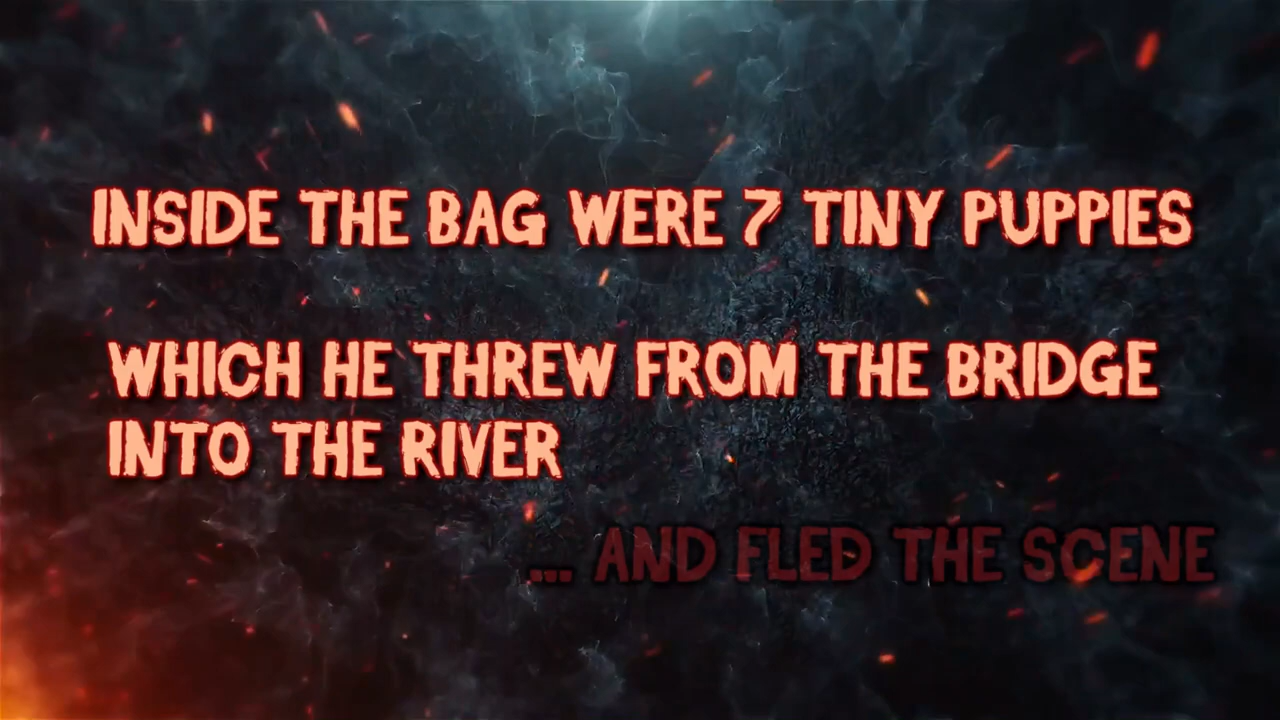 INSIDE THE BAG WERE 7 TINY PUPPIES
WHICH HE THREW FROM THE BRIDGE
INTO THE RIVER
... AND FLED THE SCENE